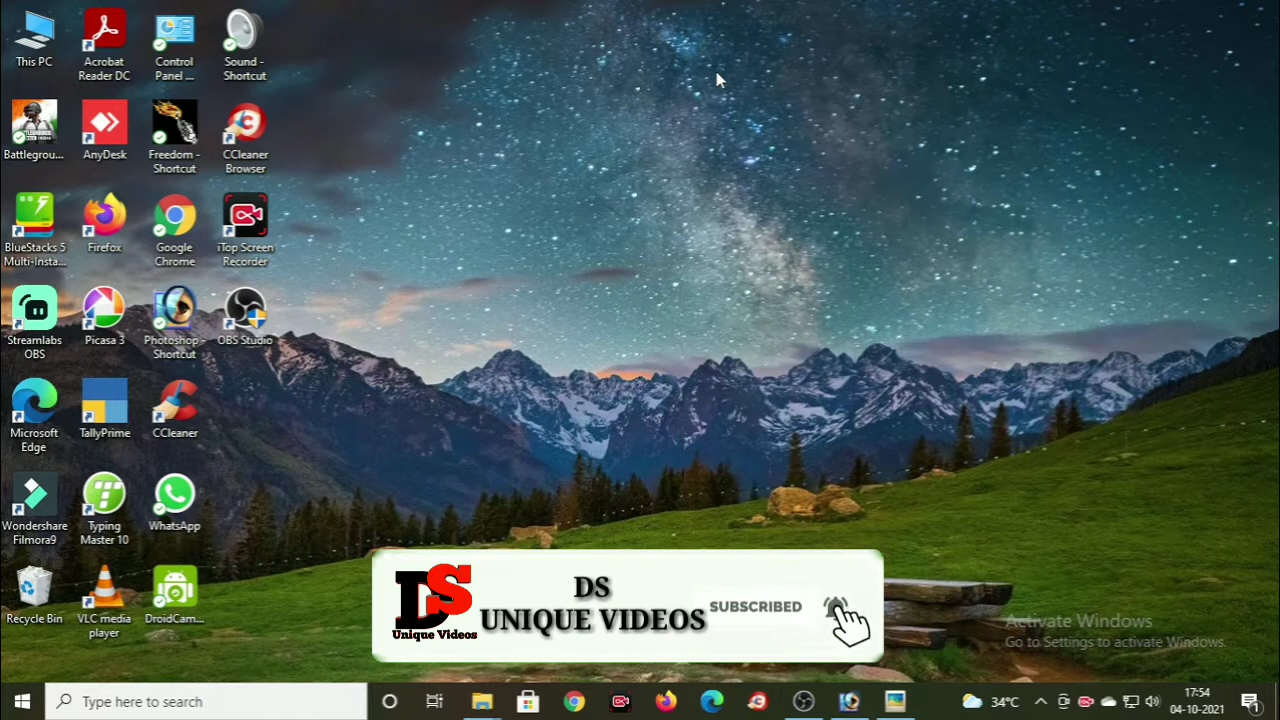 This PC
Acrobat
Reader DC
Control
Panel ...
Sound -
Shortcut
Battlegrou...
AnyDesk
Freedom -
Shortcut
CCleaner
Browser
BlueStacks 5
Multi-Insta...
Firefox
Google
Chrome
iTop Screen
Recorder
Streamlabs
OBS
Picasa 3
Photoshop -
Shortcut
OBS Studio
Microsoft
Edge
TallyPrime
CCleaner
Wondershare
Filmora9
Typing
Master 10
WhatsApp
Recycle Bin
VLC media
player
DroidCam...
DS
Unique Videos
DS
UNIQUE VIDEOS
SUBSCRIBED
Activate Windows
Go to Settings to activate Windows.
Type here to search
34°C
17:54
04-10-2021
1